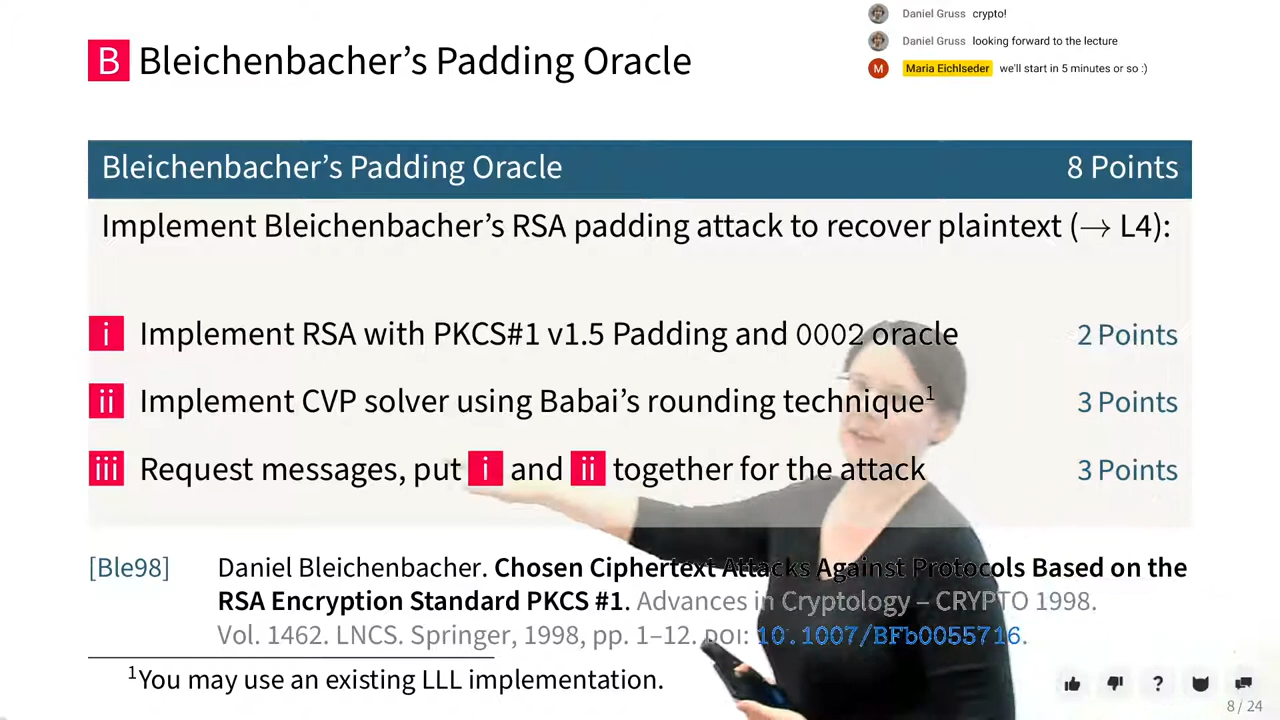 Daniel Gruss crypto!
Daniel Gruss looking forward to the lecture
M Maria Eichlseder we'll start in 5 minutes or so :)
B Bleichenbacher's Padding Oracle
Bleichenbacher's Padding Oracle 8 Points
Implement Bleichenbacher's RSA padding attack to recover plaintext (→ L4):
i Implement RSA with PKCS#1 v1.5 Padding and 0002 oracle 2 Points
ii Implement CVP solver using Babai's rounding technique¹ 3 Points
iii Request messages, put i and ii together for the attack 3 Points
[Ble98] Daniel Bleichenbacher. Chosen Ciphertext Attacks Against Protocols Based on the
RSA Encryption Standard PKCS #1. Advances in Cryptology – CRYPTO 1998.
Vol. 1462. LNCS. Springer, 1998, pp. 1–12. DOI: 10.1007/BFb0055716.
¹You may use an existing LLL implementation.
?
8 / 24